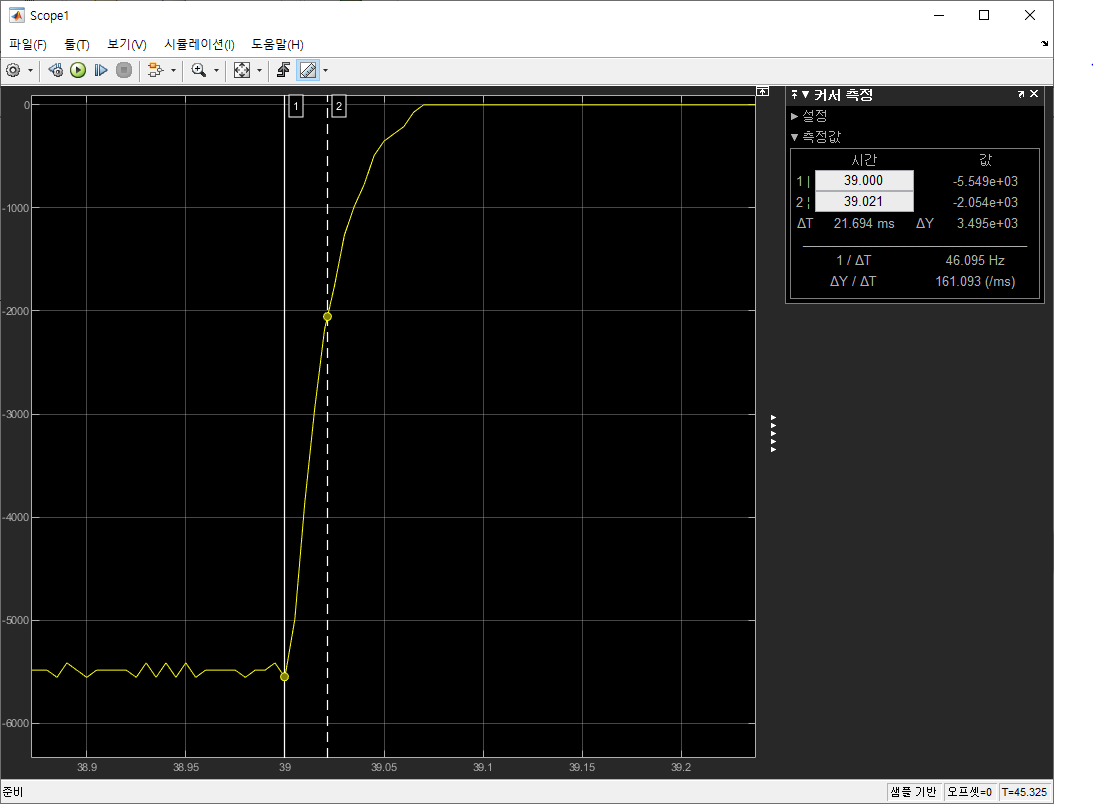 Scope1
파일(F) 툴(T) 보기(V) 시뮬레이션(I) 도움말(H)
1 2
0
-1000
-2000
-3000
-4000
-5000
-6000
38.9 38.95 39 39.05 39.1 39.15 39.2
커서 측정
설정
측정값
시간 값
1 | 39.000 -5.549e+03
2 ¦ 39.021 -2.054e+03
ΔT 21.694 ms ΔY 3.495e+03
1 / ΔT 46.095 Hz
ΔY / ΔT 161.093 (/ms)
준비 샘플 기반 오프셋=0 T=45.325